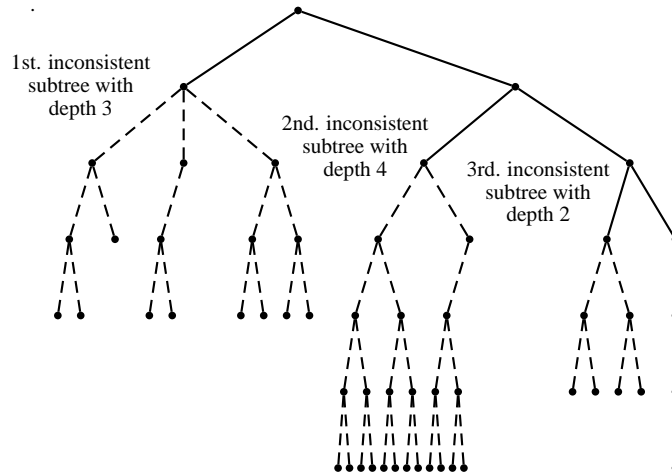 1st. inconsistent
subtree with
depth 3
2nd. inconsistent
subtree with
depth 4
3rd. inconsistent
subtree with
depth 2